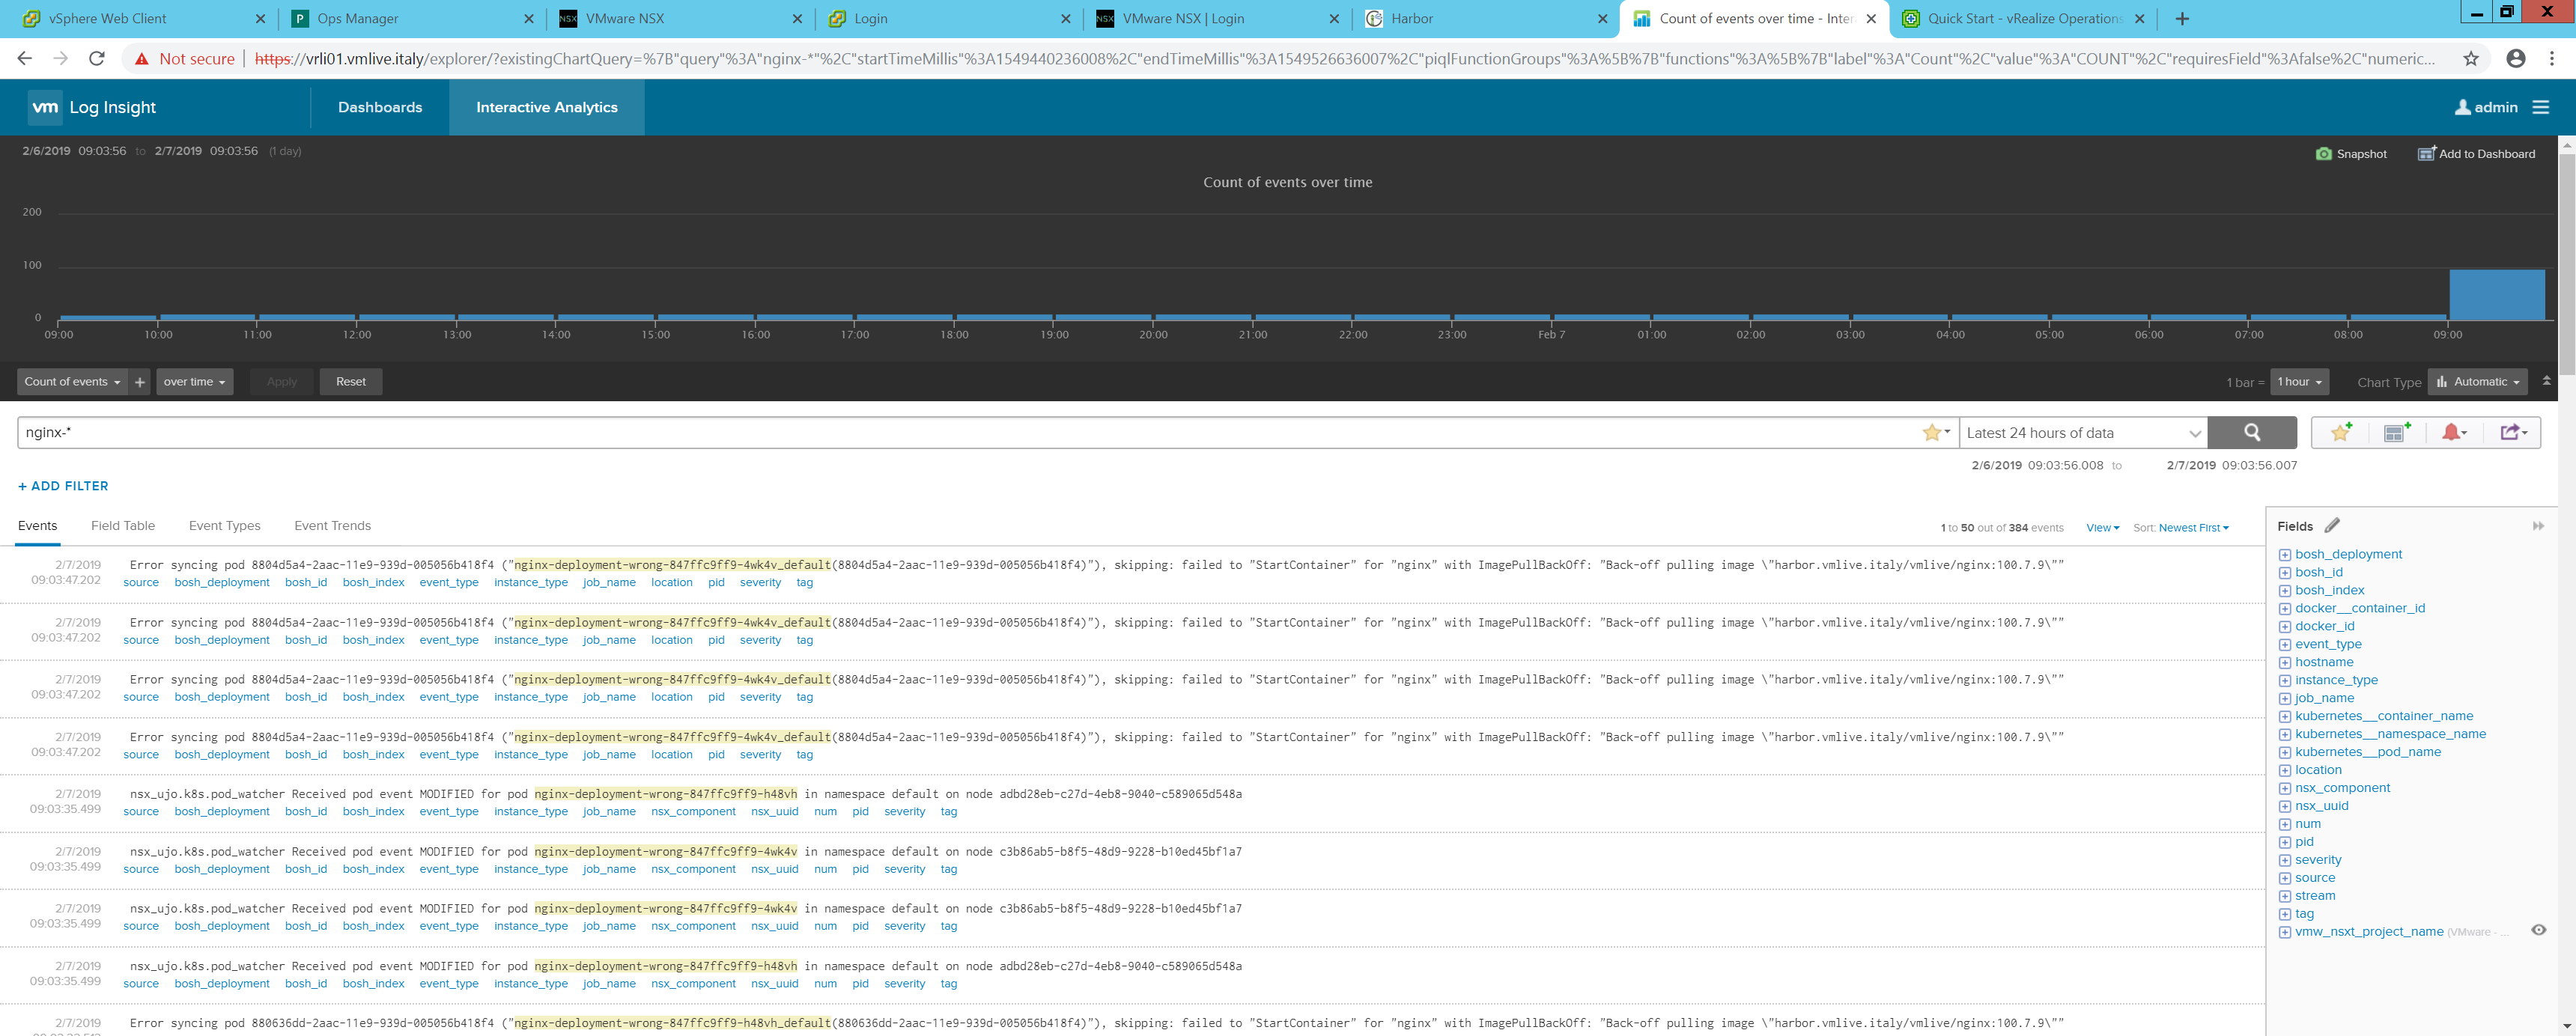 vSphere Web Client
Ops Manager
VMware NSX
Login
VMware NSX | Login
Harbor
Count of events over time - Inter
Quick Start - vRealize Operations
Not secure | https://vrli01.vmlive.italy/explorer/?existingChartQuery=%7B"query"%3A"nginx-*"%2C"startTimeMillis"%3A1549440236008%2C"endTimeMillis"%3A1549526636007%2C"piqlFunctionGroups"%3A%5B%7B"functions"%3A%5B%7B"label"%3A"Count"%2C"value"%3A"COUNT"%2C"requiresField"%3Afalse%2C"numeric...
vm Log Insight
Dashboards
Interactive Analytics
admin
2/6/2019 09:03:56 to 2/7/2019 09:03:56 (1 day)
Snapshot
Add to Dashboard
Count of events over time
200
100
0
09:00 10:00 11:00 12:00 13:00 14:00 15:00 16:00 17:00 18:00 19:00 20:00 21:00 22:00 23:00 Feb 7 01:00 02:00 03:00 04:00 05:00 06:00 07:00 08:00 09:00
Count of events + over time Apply Reset
1 bar = 1 hour Chart Type Automatic
nginx-*
Latest 24 hours of data
2/6/2019 09:03:56.008 to 2/7/2019 09:03:56.007
+ ADD FILTER
Events Field Table Event Types Event Trends
1 to 50 out of 384 events View Sort: Newest First
2/7/2019
09:03:47.202
Error syncing pod 8804d5a4-2aac-11e9-939d-005056b418f4 ("nginx-deployment-wrong-847ffc9ff9-4wk4v_default(8804d5a4-2aac-11e9-939d-005056b418f4)"), skipping: failed to "StartContainer" for "nginx" with ImagePullBackOff: "Back-off pulling image \"harbor.vmlive.italy/vmlive/nginx:100.7.9\""
source bosh_deployment bosh_id bosh_index event_type instance_type job_name location pid severity tag
2/7/2019
09:03:47.202
Error syncing pod 8804d5a4-2aac-11e9-939d-005056b418f4 ("nginx-deployment-wrong-847ffc9ff9-4wk4v_default(8804d5a4-2aac-11e9-939d-005056b418f4)"), skipping: failed to "StartContainer" for "nginx" with ImagePullBackOff: "Back-off pulling image \"harbor.vmlive.italy/vmlive/nginx:100.7.9\""
source bosh_deployment bosh_id bosh_index event_type instance_type job_name location pid severity tag
2/7/2019
09:03:47.202
Error syncing pod 8804d5a4-2aac-11e9-939d-005056b418f4 ("nginx-deployment-wrong-847ffc9ff9-4wk4v_default(8804d5a4-2aac-11e9-939d-005056b418f4)"), skipping: failed to "StartContainer" for "nginx" with ImagePullBackOff: "Back-off pulling image \"harbor.vmlive.italy/vmlive/nginx:100.7.9\""
source bosh_deployment bosh_id bosh_index event_type instance_type job_name location pid severity tag
2/7/2019
09:03:47.202
Error syncing pod 8804d5a4-2aac-11e9-939d-005056b418f4 ("nginx-deployment-wrong-847ffc9ff9-4wk4v_default(8804d5a4-2aac-11e9-939d-005056b418f4)"), skipping: failed to "StartContainer" for "nginx" with ImagePullBackOff: "Back-off pulling image \"harbor.vmlive.italy/vmlive/nginx:100.7.9\""
source bosh_deployment bosh_id bosh_index event_type instance_type job_name location pid severity tag
2/7/2019
09:03:35.499
nsx_ujo.k8s.pod_watcher Received pod event MODIFIED for pod nginx-deployment-wrong-847ffc9ff9-h48vh in namespace default on node adbd28eb-c27d-4eb8-9040-c589065d548a
source bosh_deployment bosh_id bosh_index event_type instance_type job_name nsx_component nsx_uuid num pid severity tag
2/7/2019
09:03:35.499
nsx_ujo.k8s.pod_watcher Received pod event MODIFIED for pod nginx-deployment-wrong-847ffc9ff9-4wk4v in namespace default on node c3b86ab5-b8f5-48d9-9228-b10ed45bf1a7
source bosh_deployment bosh_id bosh_index event_type instance_type job_name nsx_component nsx_uuid num pid severity tag
2/7/2019
09:03:35.499
nsx_ujo.k8s.pod_watcher Received pod event MODIFIED for pod nginx-deployment-wrong-847ffc9ff9-4wk4v in namespace default on node c3b86ab5-b8f5-48d9-9228-b10ed45bf1a7
source bosh_deployment bosh_id bosh_index event_type instance_type job_name nsx_component nsx_uuid num pid severity tag
2/7/2019
09:03:35.499
nsx_ujo.k8s.pod_watcher Received pod event MODIFIED for pod nginx-deployment-wrong-847ffc9ff9-h48vh in namespace default on node adbd28eb-c27d-4eb8-9040-c589065d548a
source bosh_deployment bosh_id bosh_index event_type instance_type job_name nsx_component nsx_uuid num pid severity tag
2/7/2019
Error syncing pod 880636dd-2aac-11e9-939d-005056b418f4 ("nginx-deployment-wrong-847ffc9ff9-h48vh_default(880636dd-2aac-11e9-939d-005056b418f4)"), skipping: failed to "StartContainer" for "nginx" with ImagePullBackOff: "Back-off pulling image \"harbor.vmlive.italy/vmlive/nginx:100.7.9\""
Fields
bosh_deployment
bosh_id
bosh_index
docker__container_id
docker_id
event_type
hostname
instance_type
job_name
kubernetes__container_name
kubernetes__namespace_name
kubernetes__pod_name
location
nsx_component
nsx_uuid
num
pid
severity
source
stream
tag
vmw_nsxt_project_name (VMware - ...